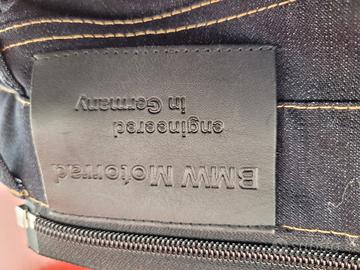 BMW Motorrad
engineered
in Germany